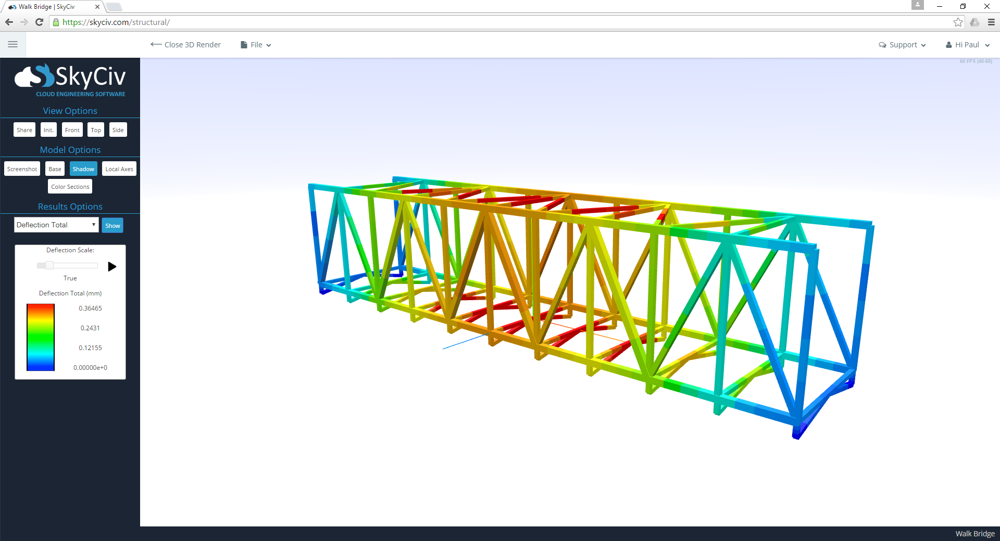 Walk Bridge | SkyCiv
https://skyciv.com/structural/
Close 3D Render File Support Hi Paul
60 FPS (40-60)
SkyCiv
CLOUD ENGINEERING SOFTWARE
View Options
Share Init. Front Top Side
Model Options
Screenshot Base Shadow Local Axes
Color Sections
Results Options
Deflection Total Show
Deflection Scale:
True
Deflection Total (mm)
0.36465
0.2431
0.12155
0.00000e+0
Walk Bridge